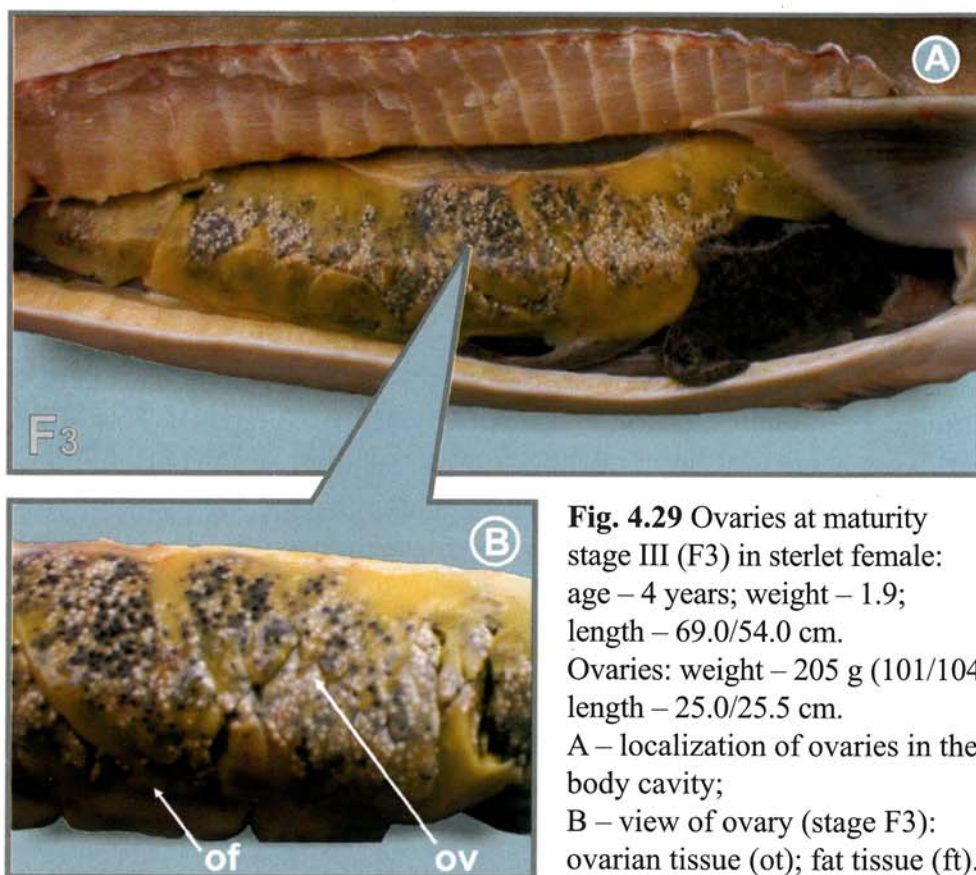 A
F3
B
of
ov
Fig. 4.29 Ovaries at maturity
stage III (F3) in sterlet female:
age – 4 years; weight – 1.9;
length – 69.0/54.0 cm.
Ovaries: weight – 205 g (101/104
length – 25.0/25.5 cm.
A – localization of ovaries in the
body cavity;
B – view of ovary (stage F3):
ovarian tissue (ot); fat tissue (ft).